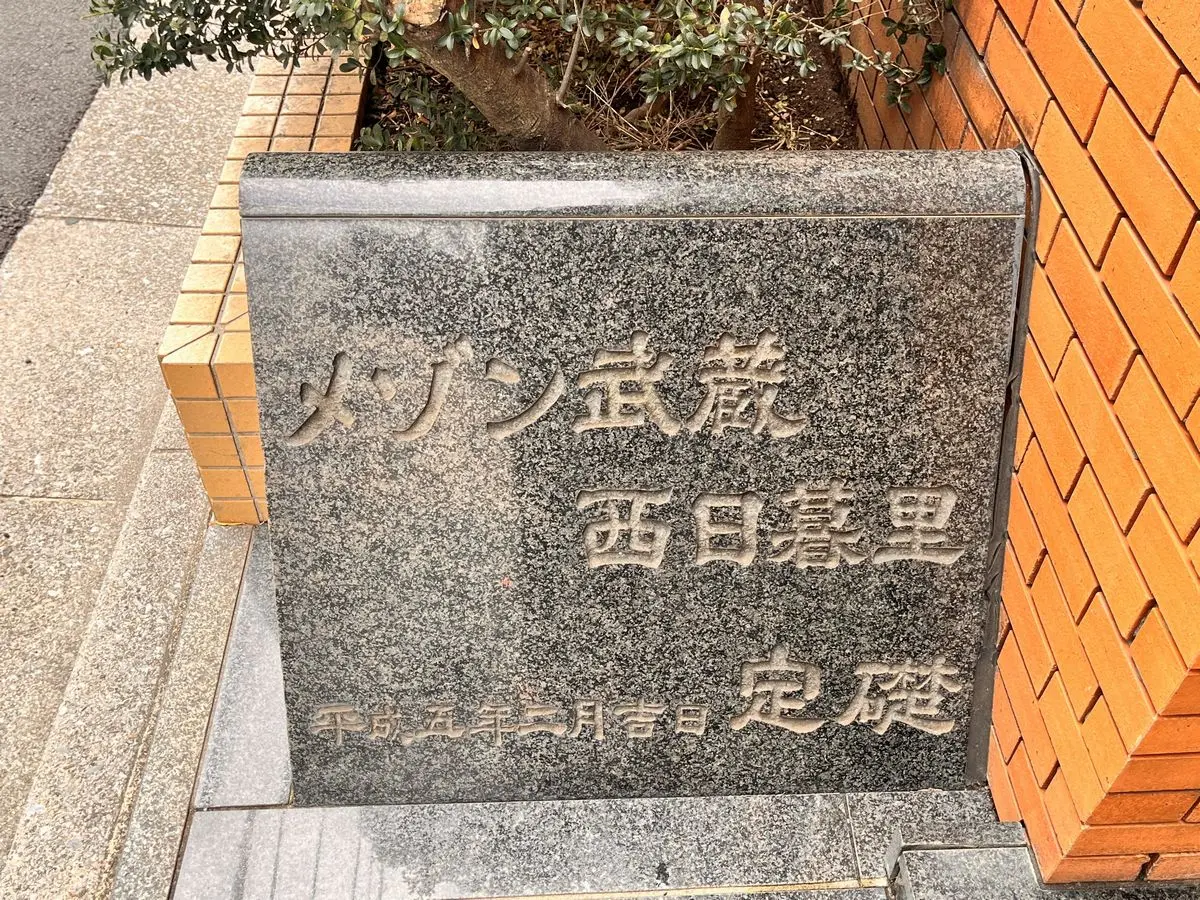 メゾン武蔵
西日暮里
平成五年二月吉日 定礎